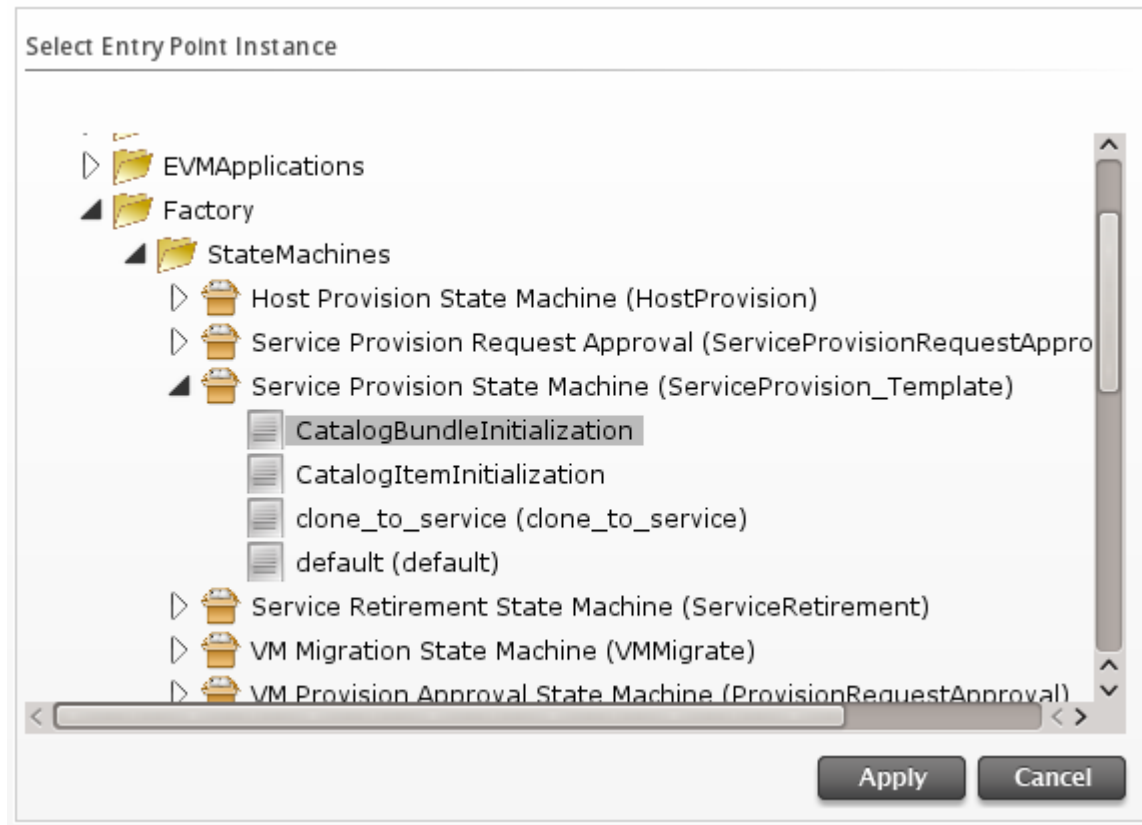 Select Entry Point Instance
EVMApplications
Factory
StateMachines
Host Provision State Machine (HostProvision)
Service Provision Request Approval (ServiceProvisionRequestAppro
Service Provision State Machine (ServiceProvision_Template)
CatalogBundleInitialization
CatalogItemInitialization
clone_to_service (clone_to_service)
default (default)
Service Retirement State Machine (ServiceRetirement)
VM Migration State Machine (VMMigrate)
VM Provision Approval State Machine (ProvisionRequestApproval)
Apply Cancel